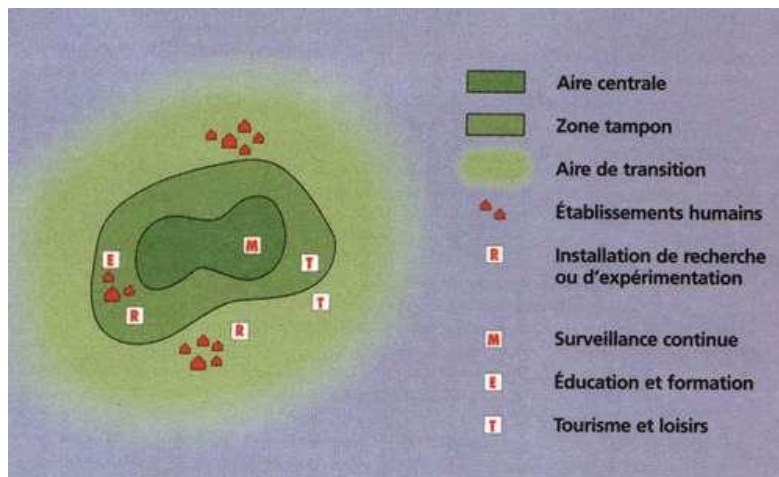 Aire centrale
Zone tampon
Aire de transition
Établissements humains
R
Installation de recherche
ou d'expérimentation
M
Surveillance continue
E
Éducation et formation
T
Tourisme et loisirs
E
M
T
R
T
R